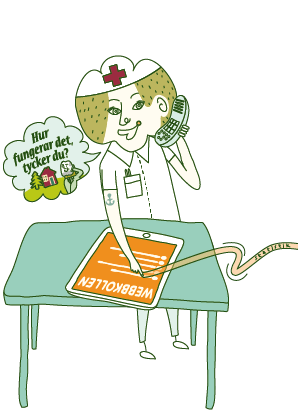 Hur
fungerar det,
tycker du?
WEBBKOLLEN